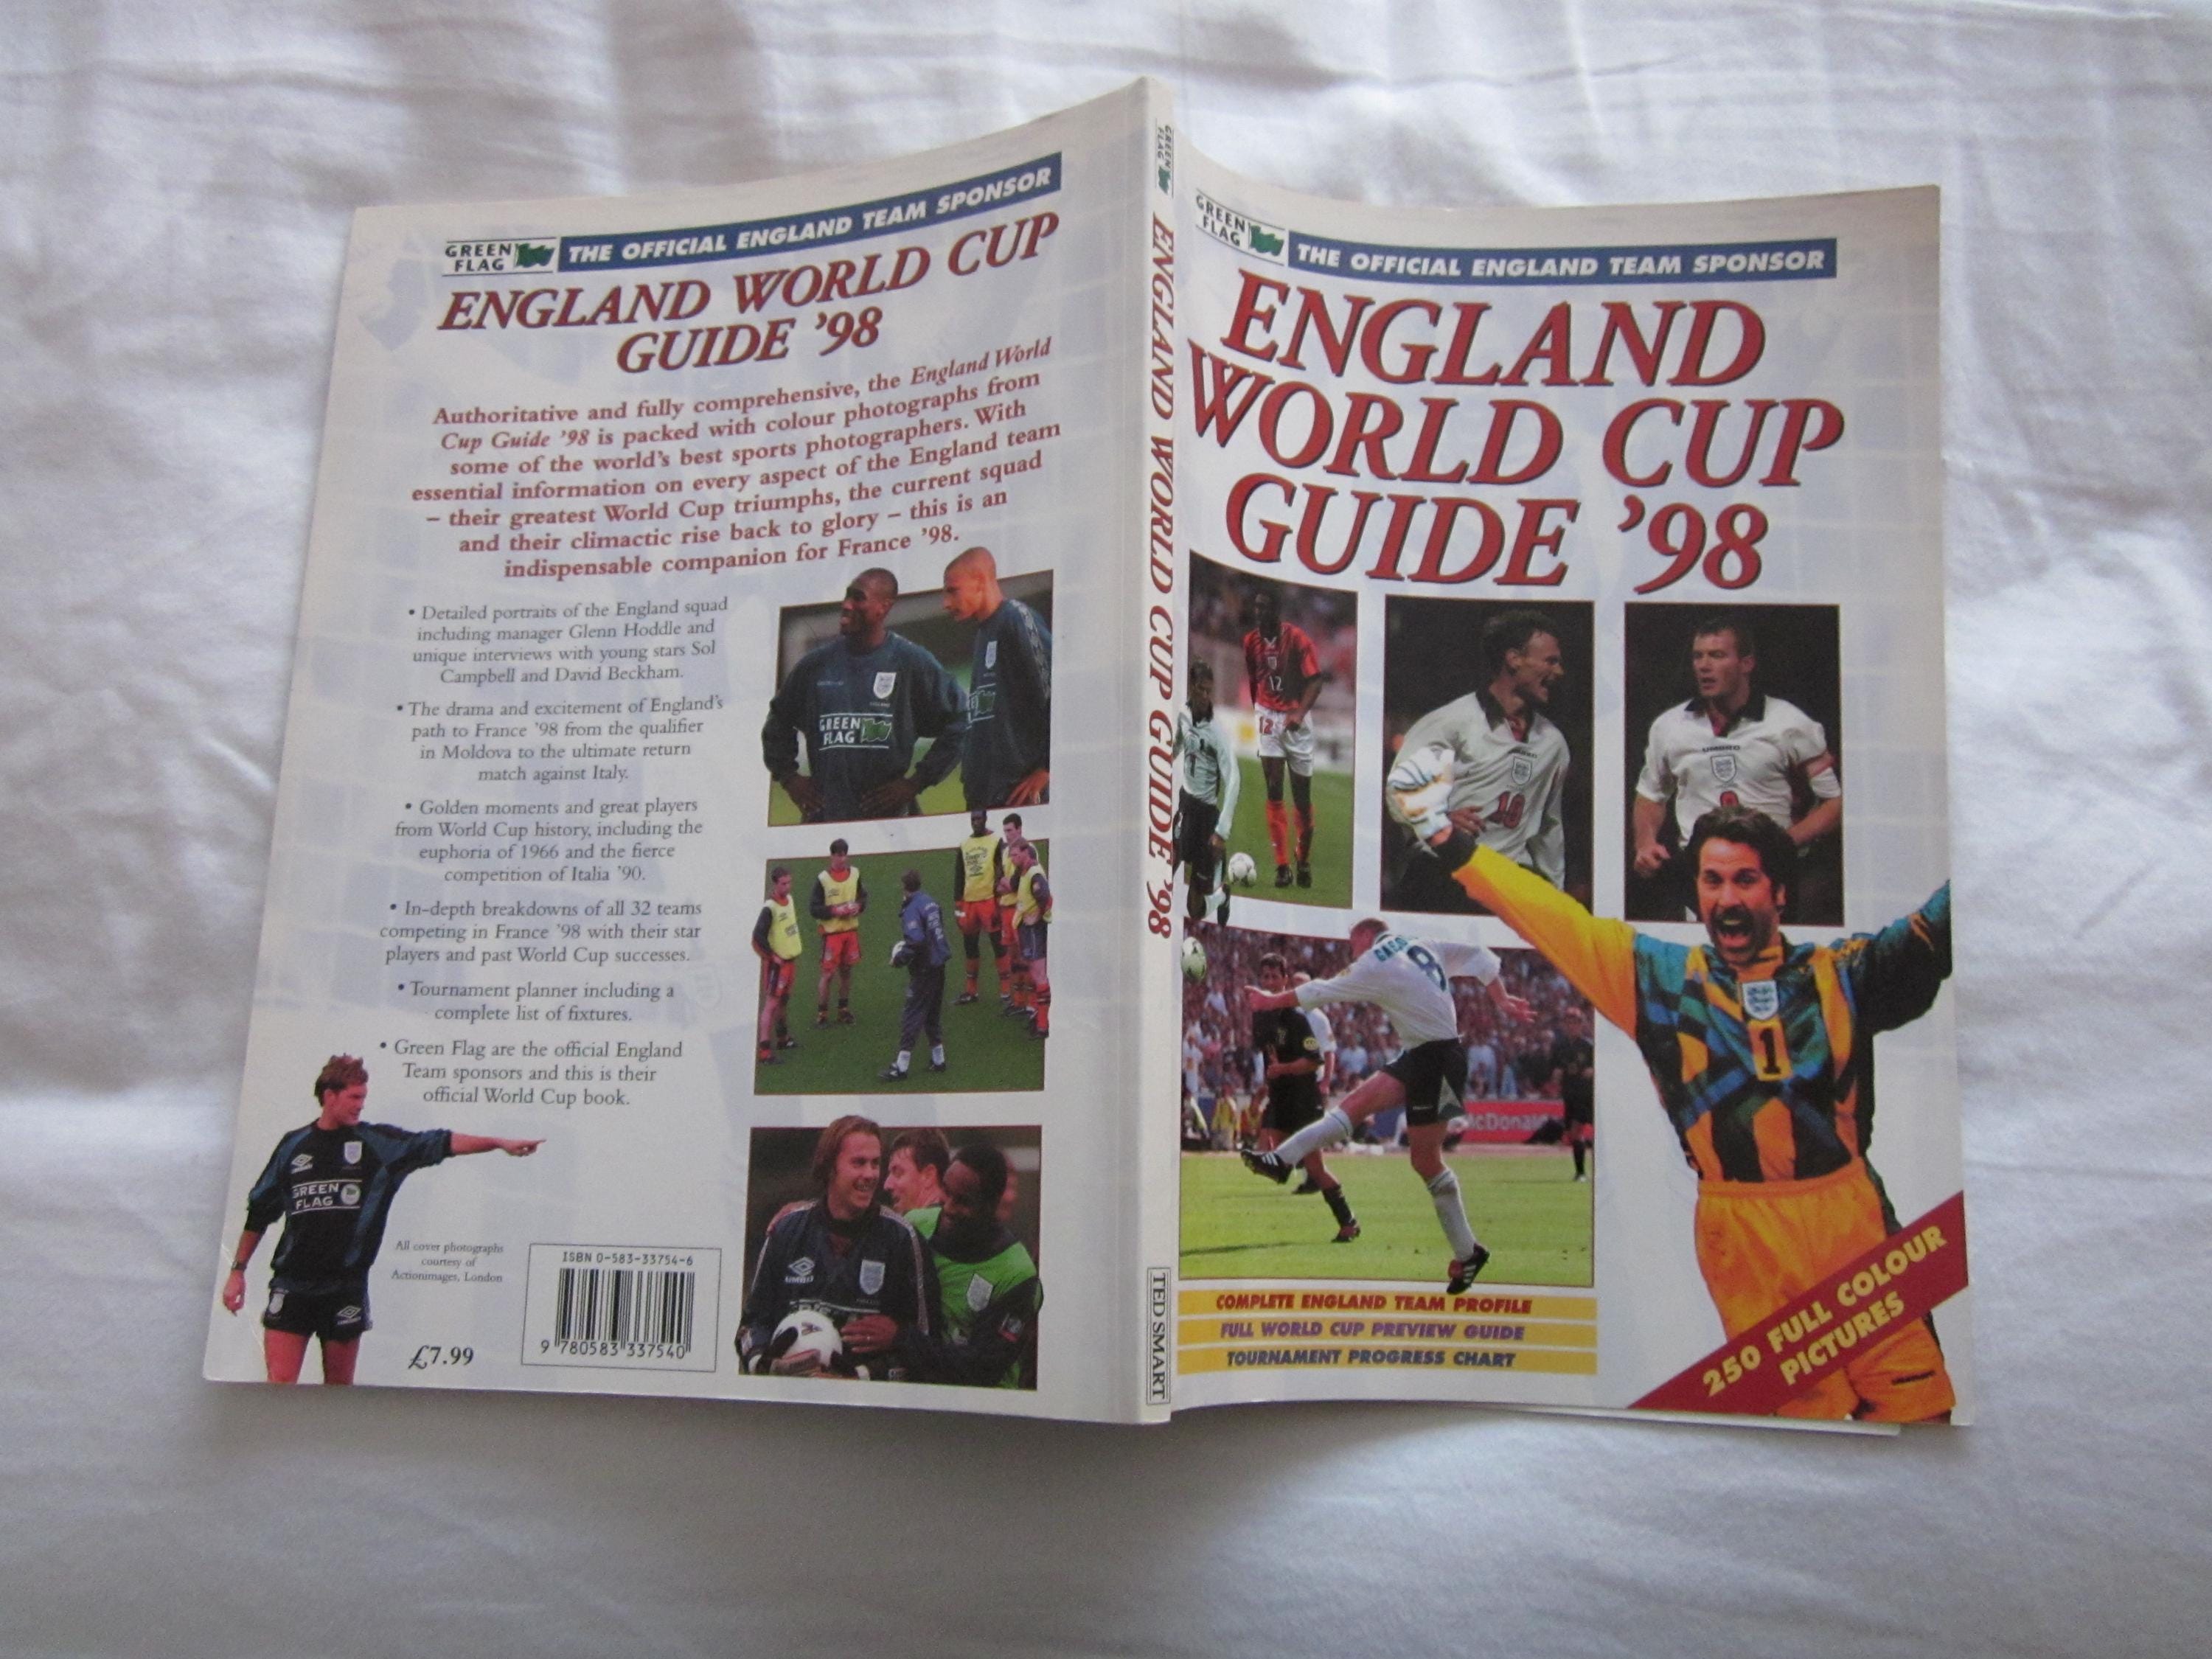 GREEN
FLAG
THE OFFICIAL ENGLAND TEAM SPONSOR
ENGLAND WORLD CUP
GUIDE '98
Authoritative and fully comprehensive, the England World
Cup Guide '98 is packed with colour photographs from
some of the world's best sports photographers. With
essential information on every aspect of the England team
– their greatest World Cup triumphs, the current squad
and their climactic rise back to glory – this is an
indispensable companion for France '98.
• Detailed portraits of the England squad
including manager Glenn Hoddle and
unique interviews with young stars Sol
Campbell and David Beckham.
• The drama and excitement of England's
path to France '98 from the qualifier
in Moldova to the ultimate return
match against Italy.
• Golden moments and great players
from World Cup history, including the
euphoria of 1966 and the fierce
competition of Italia '90.
• In-depth breakdowns of all 32 teams
competing in France '98 with their star
players and past World Cup successes.
• Tournament planner including a
complete list of fixtures.
• Green Flag are the official England
Team sponsors and this is their
official World Cup book.
GREEN
FLAG
GREEN
FLAG
All cover photographs
courtesy of
Actionimages, London
£7.99
ISBN 0-583-33754-6
9 780583 337540
GREEN
FLAG
ENGLAND WORLD CUP GUIDE '98
TED SMART
GREEN
FLAG
THE OFFICIAL ENGLAND TEAM SPONSOR
ENGLAND
WORLD CUP
GUIDE '98
12
12
10
UMBRO
9
8
McDonald
1
COMPLETE ENGLAND TEAM PROFILE
FULL WORLD CUP PREVIEW GUIDE
TOURNAMENT PROGRESS CHART
250 FULL COLOUR
PICTURES